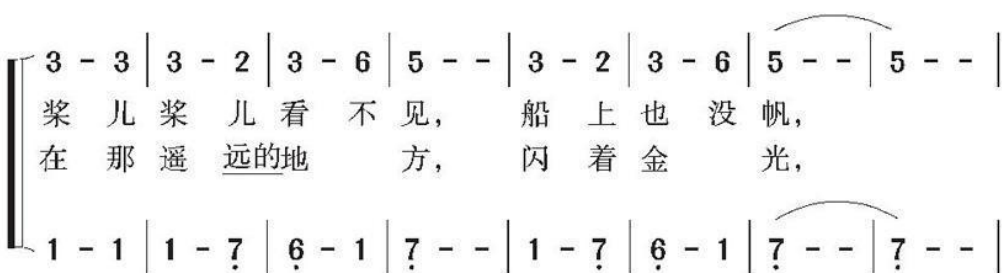 3 - 3 | 3 - 2 | 3 - 6 | 5 - - | 3 - 2 | 3 - 6 | 5 - - | 5 - - |
桨 儿 桨 儿 看 不 见， 船 上 也 没 帆，
在 那 遥 远的地 方， 闪 着 金 光，
1 - 1 | 1 - 7̣ | 6̣ - 1 | 7̣ - - | 1 - 7̣ | 6̣ - 1 | 7̣ - - | 7̣ - - |